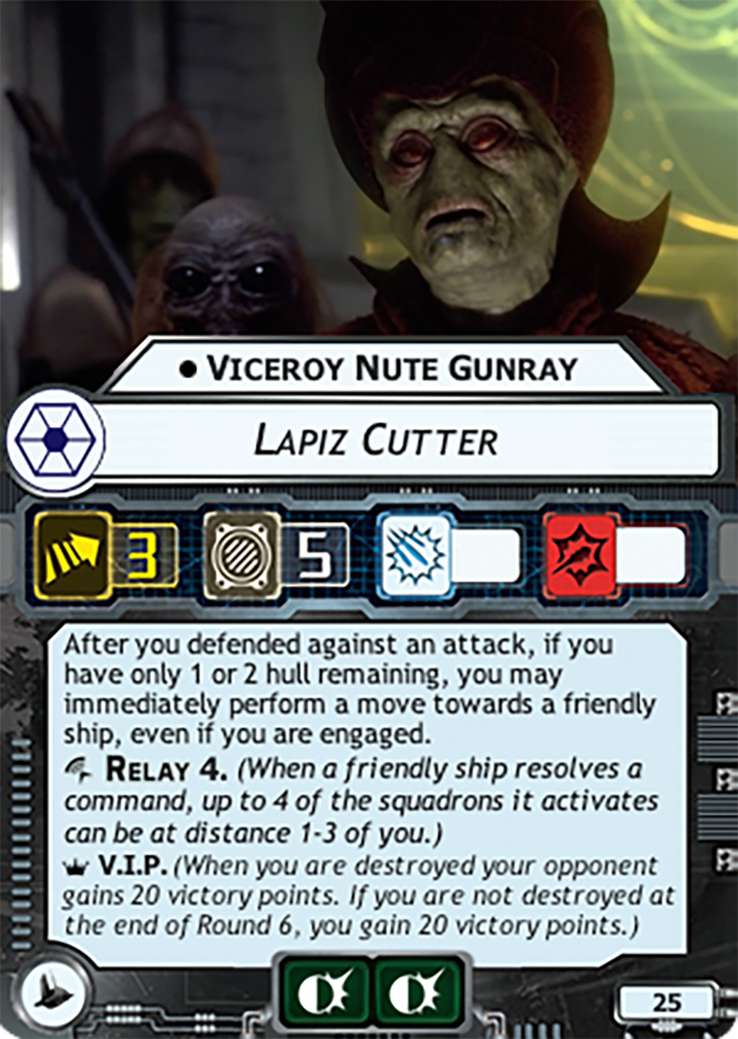 • Viceroy Nute Gunray
Lapiz Cutter
3 5
After you defended against an attack, if you
have only 1 or 2 hull remaining, you may
immediately perform a move towards a friendly
ship, even if you are engaged.
Relay 4. (When a friendly ship resolves a
command, up to 4 of the squadrons it activates
can be at distance 1-3 of you.)
V.I.P. (When you are destroyed your opponent
gains 20 victory points. If you are not destroyed at
the end of Round 6, you gain 20 victory points.)
25